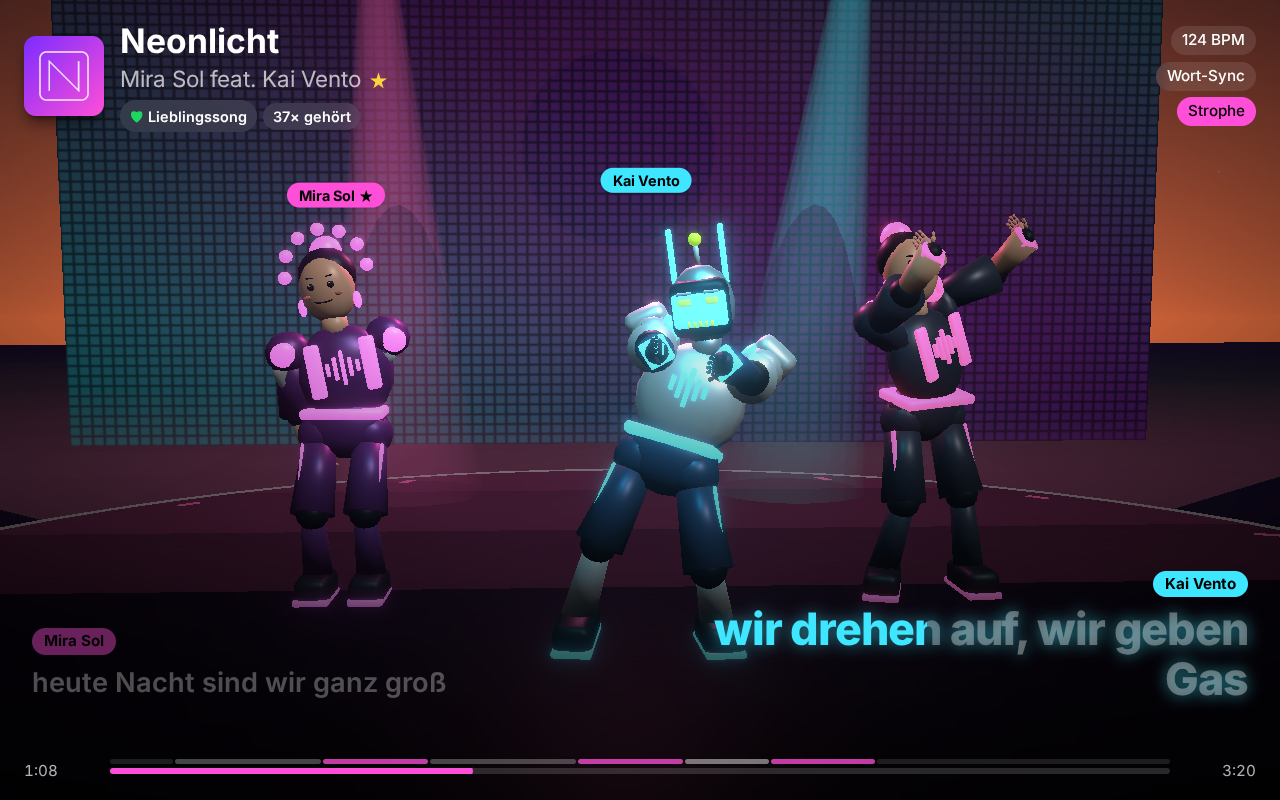 N
Neonlicht
Mira Sol feat. Kai Vento ★
Lieblingssong
37× gehört
124 BPM
Wort-Sync
Strophe
Mira Sol ★
Kai Vento
Kai Vento
wir drehen auf, wir geben
Gas
Mira Sol
heute Nacht sind wir ganz groß
1:08
3:20